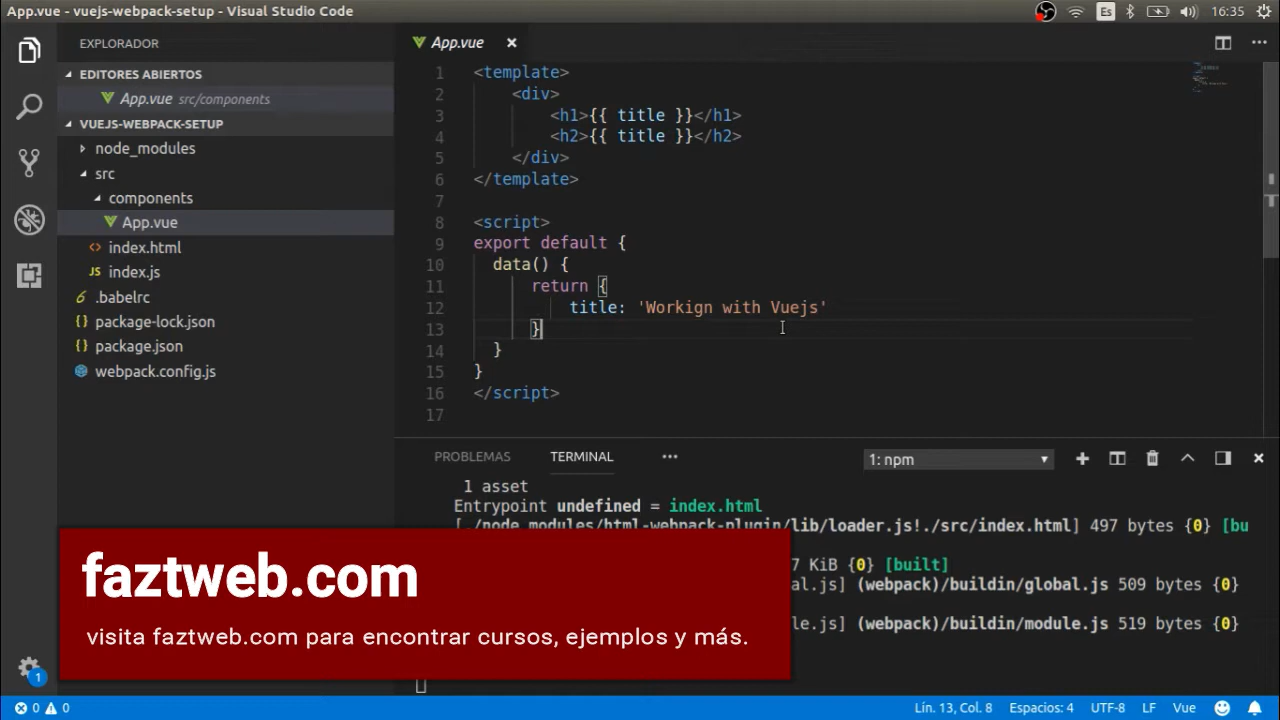 App.vue - vuejs-webpack-setup - Visual Studio Code
Es
16:35
EXPLORADOR
App.vue
EDITORES ABIERTOS
App.vue src/components
VUEJS-WEBPACK-SETUP
node_modules
src
components
App.vue
index.html
JS index.js
.babelrc
package-lock.json
package.json
webpack.config.js
1 <template>
2 <div>
3 <h1>{{ title }}</h1>
4 <h2>{{ title }}</h2>
5 </div>
6 </template>
7
8 <script>
9 export default {
10 data() {
11 return {
12 title: 'Workign with Vuejs'
13 }
14 }
15 }
16 </script>
17
PROBLEMAS TERMINAL ••• 1: npm
1 asset
Entrypoint undefined = index.html
[./node_modules/html-webpack-plugin/lib/loader.js!./src/index.html] 497 bytes {0} [bu
7 KiB {0} [built]
al.js] (webpack)/buildin/global.js 509 bytes {0}
le.js] (webpack)/buildin/module.js 519 bytes {0}
faztweb.com
visita faztweb.com para encontrar cursos, ejemplos y más.
1
0 0 Lín. 13, Col. 8 Espacios: 4 UTF-8 LF Vue